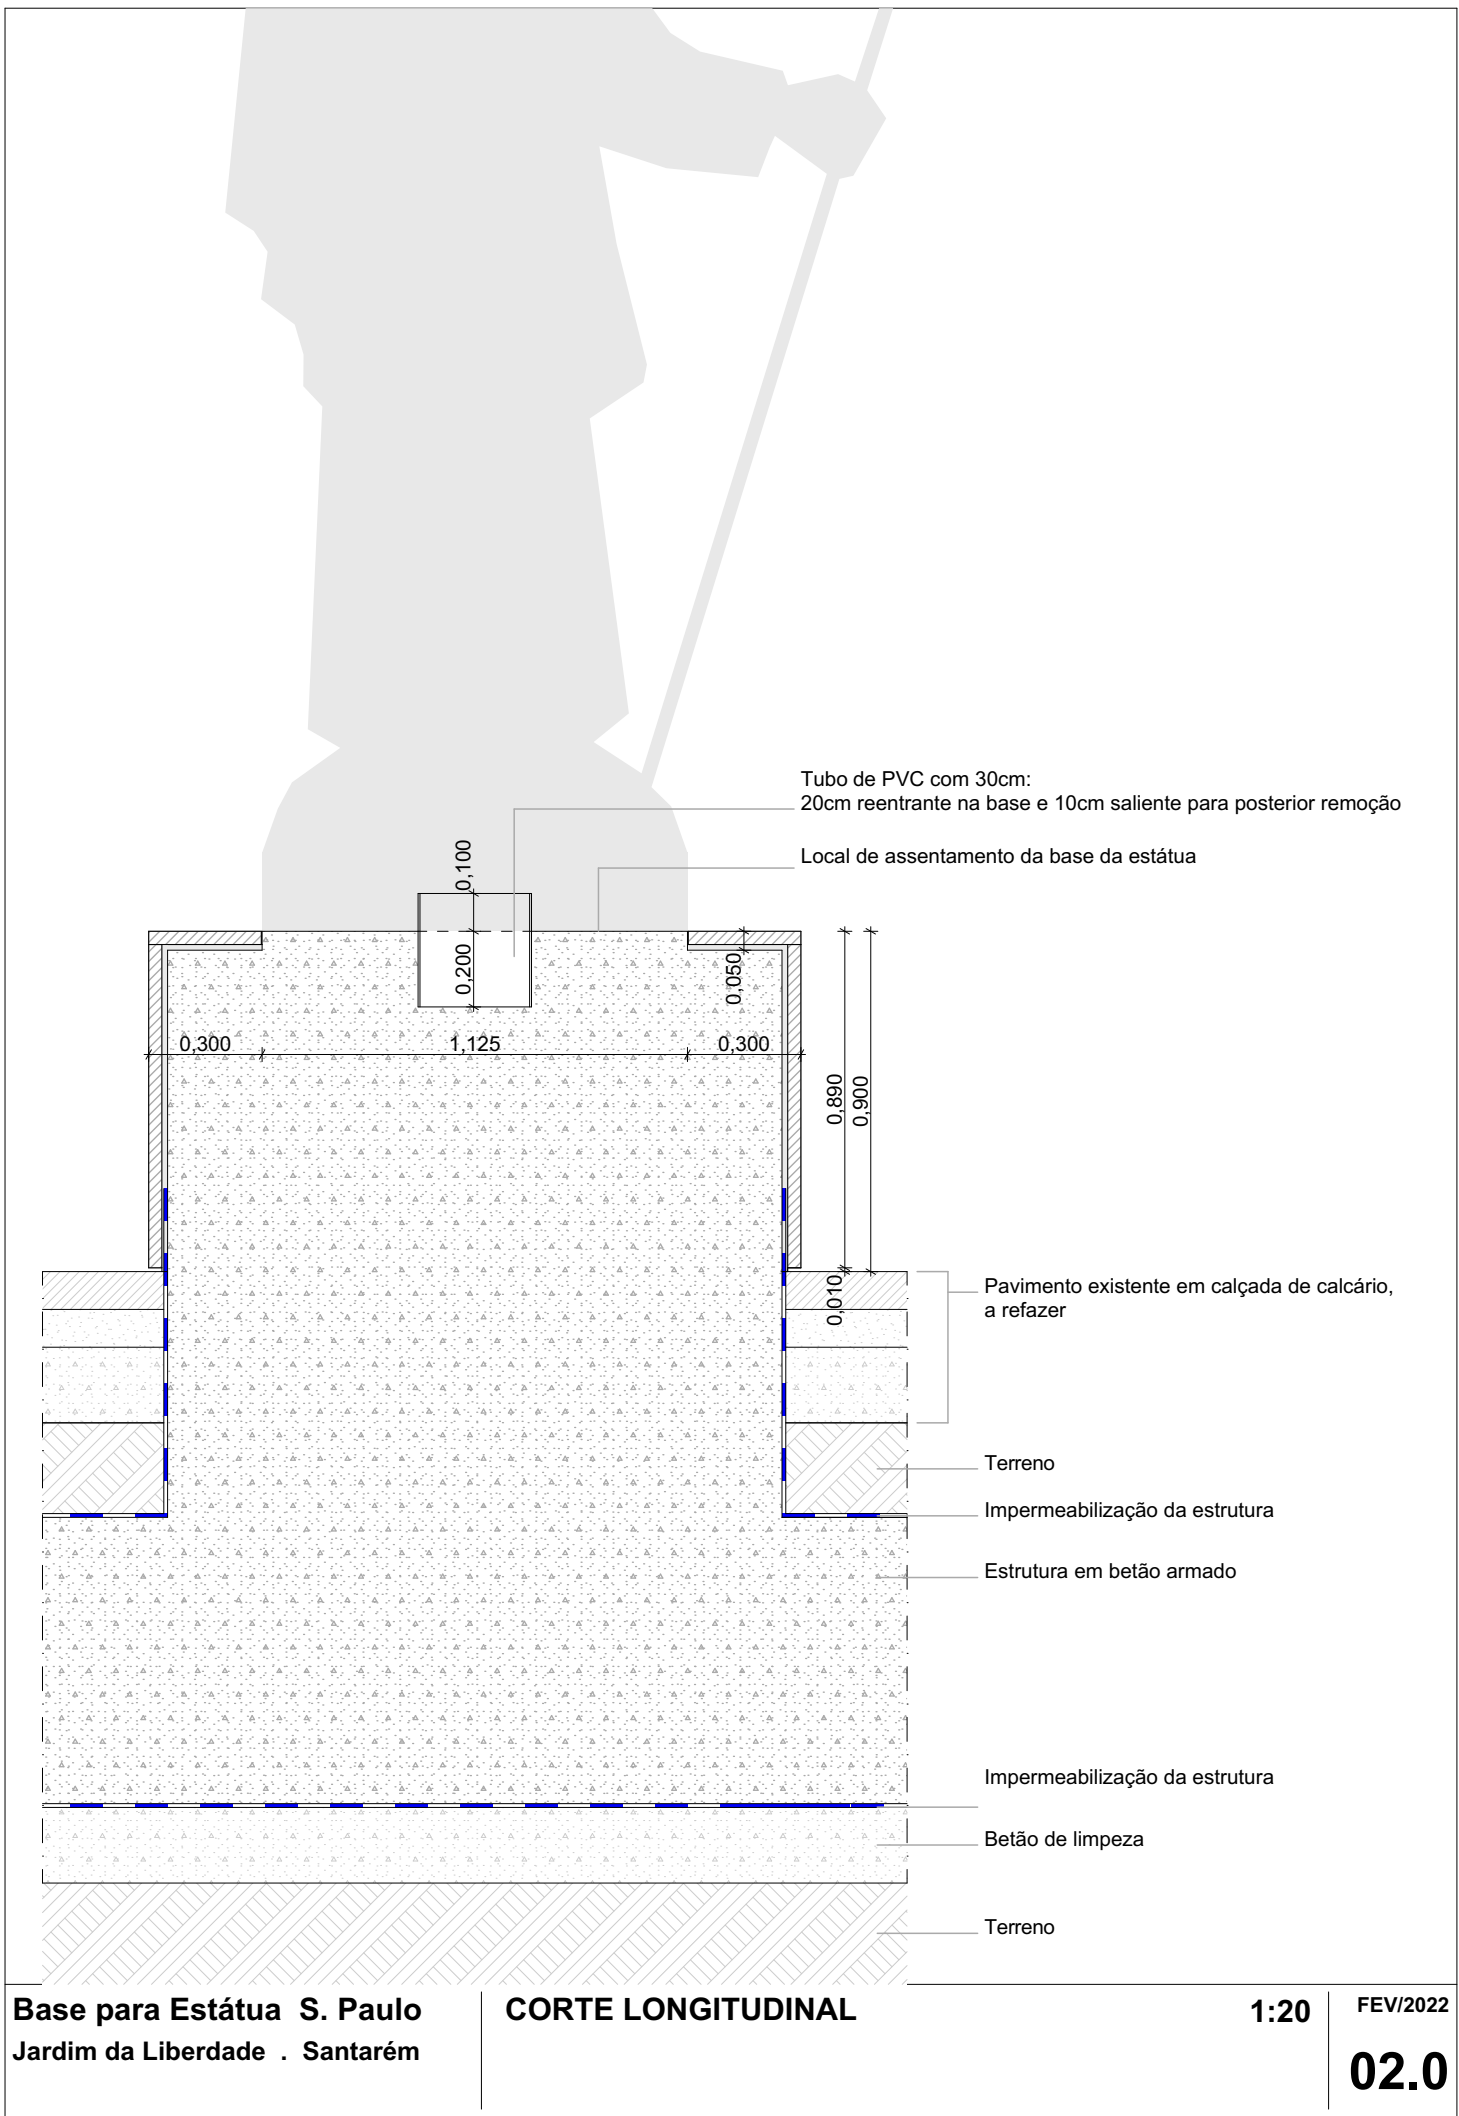 Tubo de PVC com 30cm:
20cm reentrante na base e 10cm saliente para posterior remoção
Local de assentamento da base da estátua
0,100
0,200
0,050
0,300
1,125
0,300
0,890
0,900
0,010
Pavimento existente em calçada de calcário,
a refazer
Terreno
Impermeabilização da estrutura
Estrutura em betão armado
Impermeabilização da estrutura
Betão de limpeza
Terreno
Base para Estátua S. Paulo
Jardim da Liberdade . Santarém
CORTE LONGITUDINAL
1:20
FEV/2022
02.0